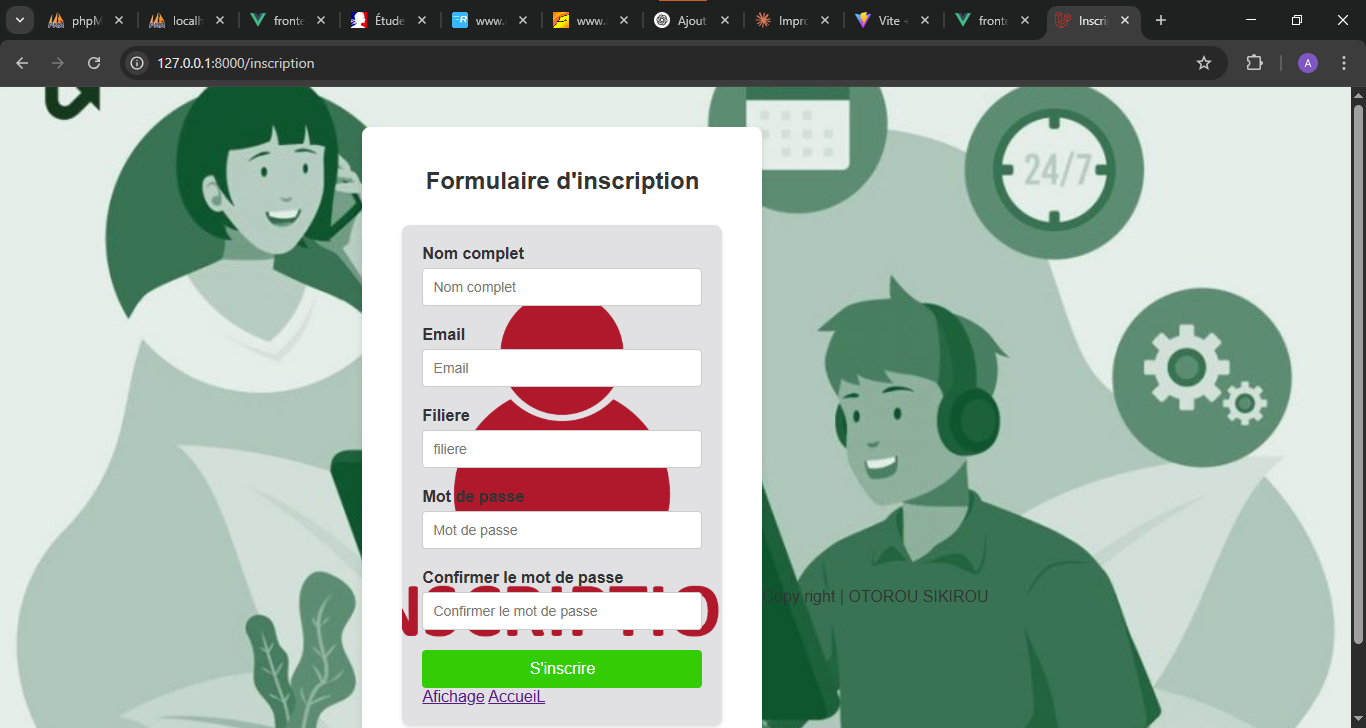 phpM
localh
fronte
Étude
www.
www.
Ajout
Impro
Vite
fronte
Inscrip
127.0.0.1:8000/inscription
A
24/7
Formulaire d'inscription
Nom complet
Nom complet
Email
Email
Filiere
filiere
Mot de passe
Mot de passe
Confirmer le mot de passe
NSCRIPTIO
Confirmer le mot de passe
Copy right | OTOROU SIKIROU
S'inscrire
Afichage AccueiL